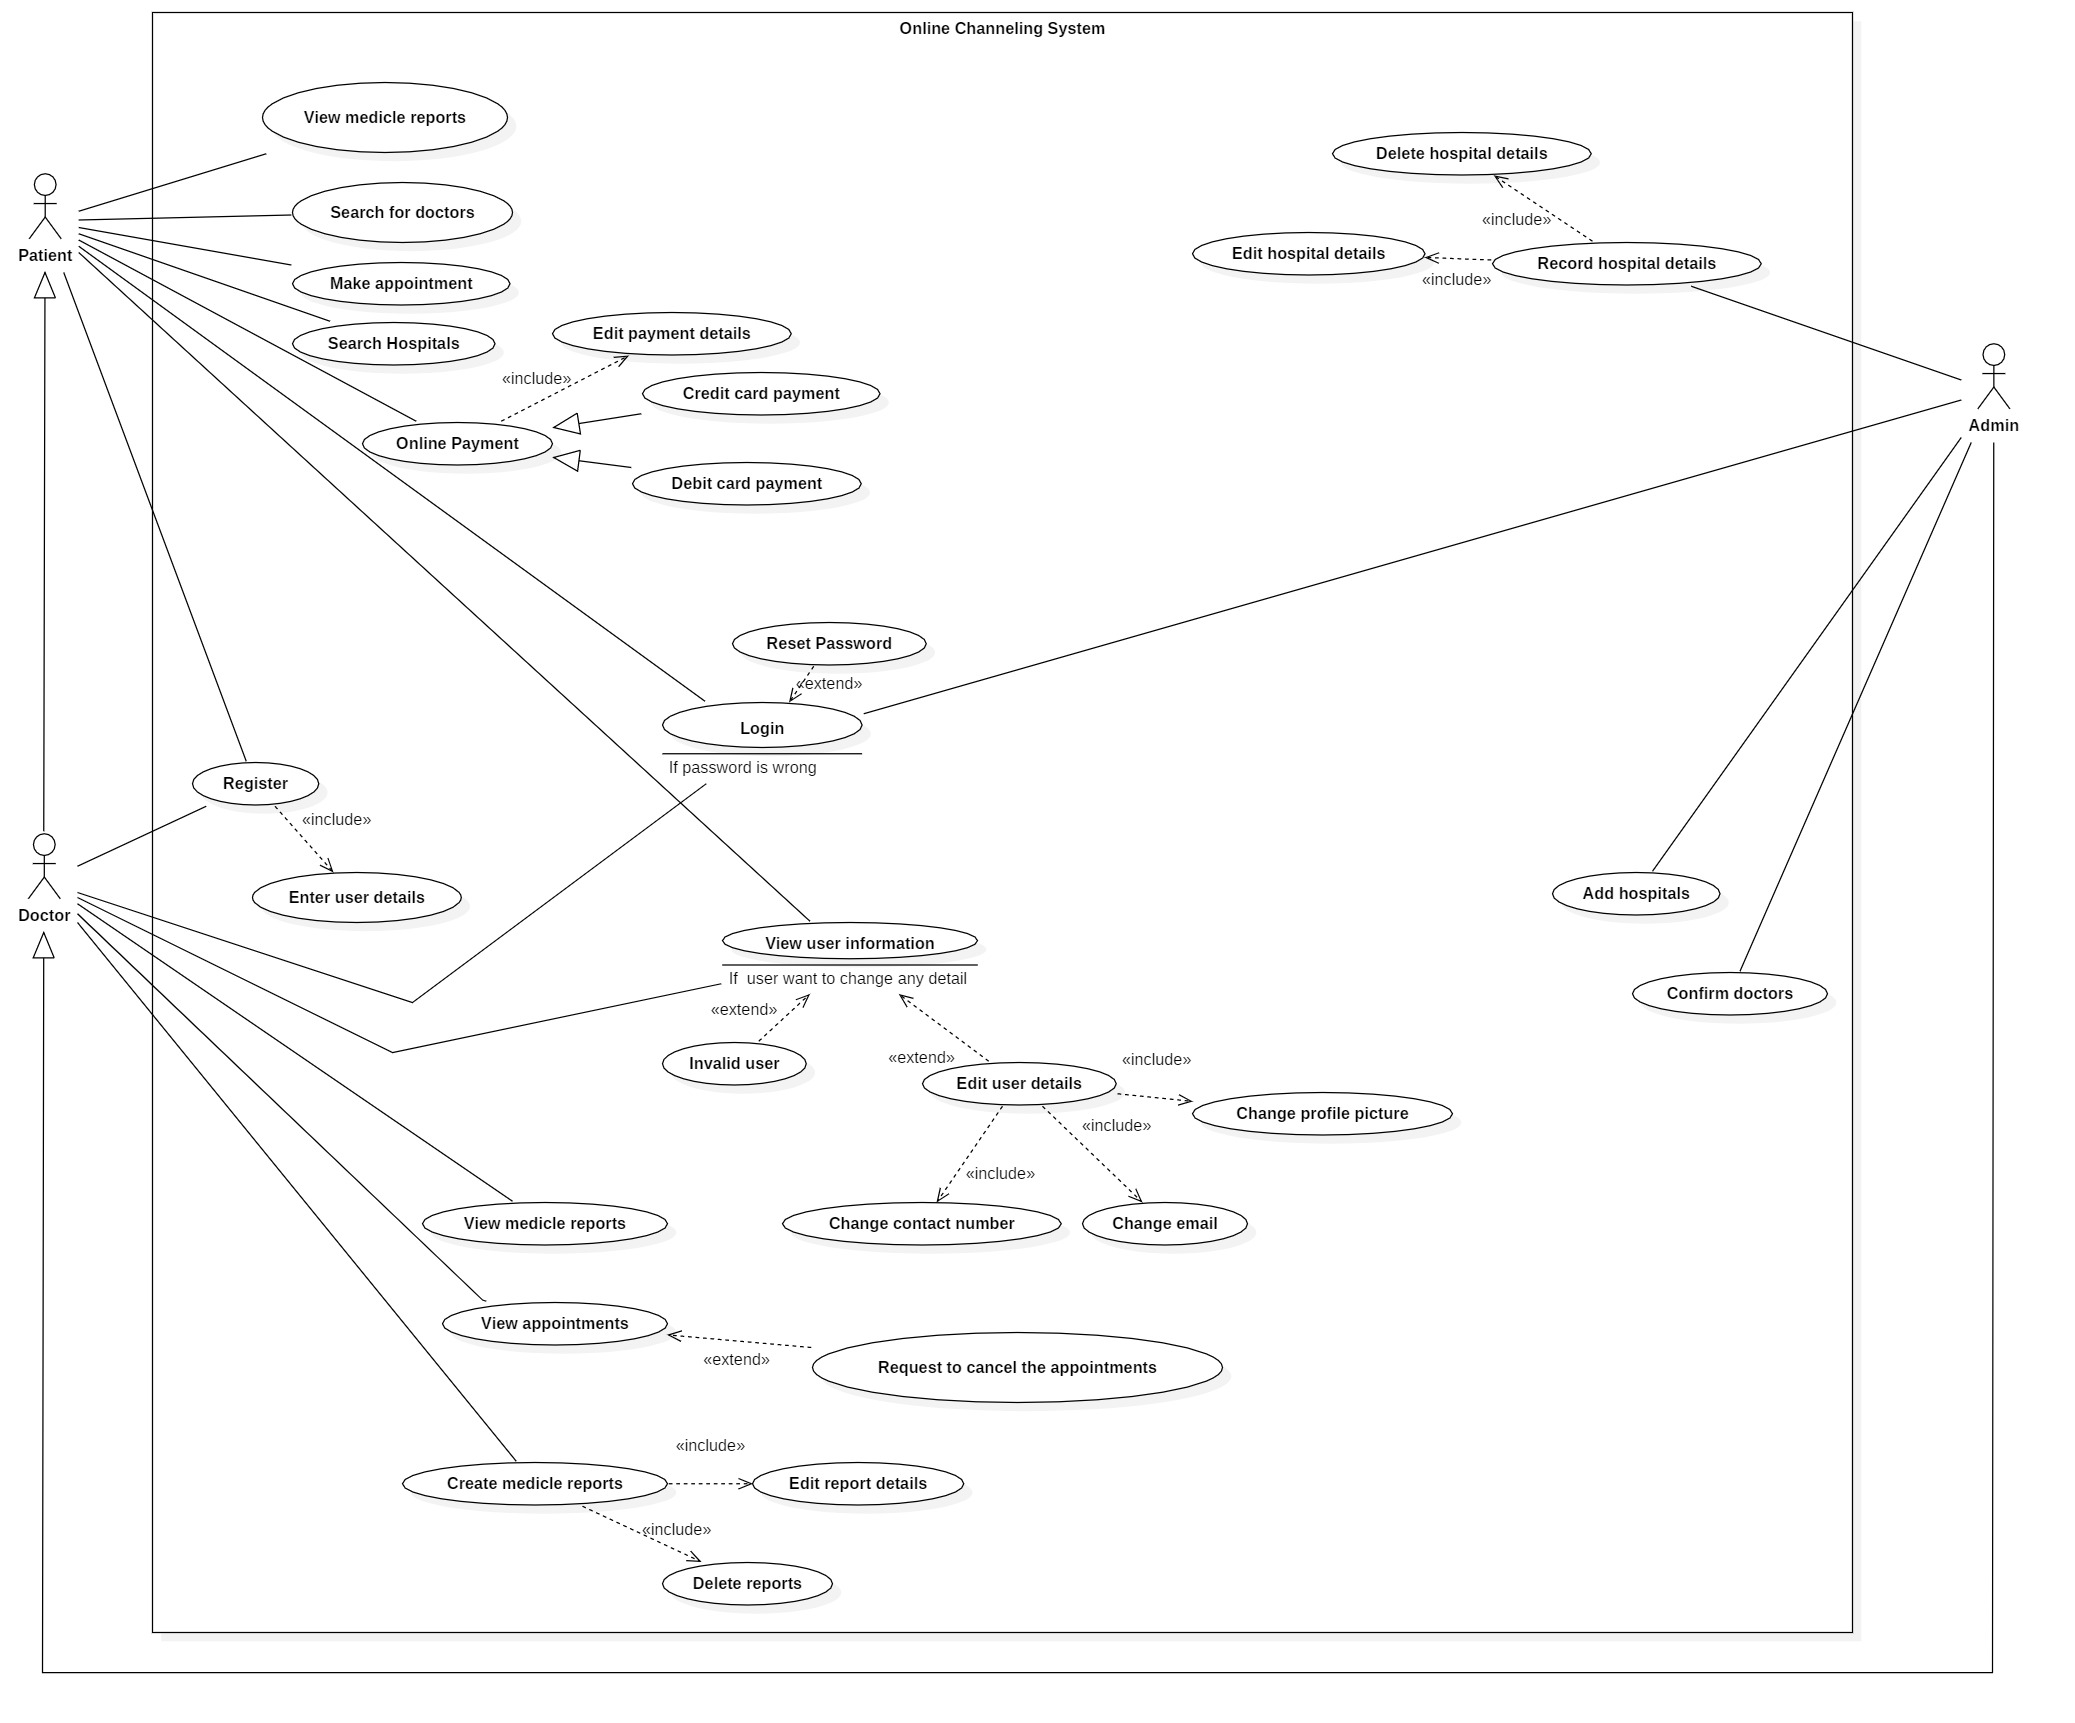 Online Channeling System
View medicle reports
Delete hospital details
Search for doctors
«include»
Patient
Edit hospital details
Record hospital details
Make appointment
«include»
Search Hospitals
Edit payment details
«include»
Credit card payment
Online Payment
Admin
Debit card payment
Reset Password
«extend»
Login
If password is wrong
Register
«include»
Enter user details
Add hospitals
Doctor
View user information
If  user want to change any detail
Confirm doctors
«extend»
Invalid user
«extend»
Edit user details
«include»
Change profile picture
«include»
«include»
View medicle reports
Change contact number
Change email
View appointments
«extend»
Request to cancel the appointments
«include»
Create medicle reports
Edit report details
«include»
Delete reports